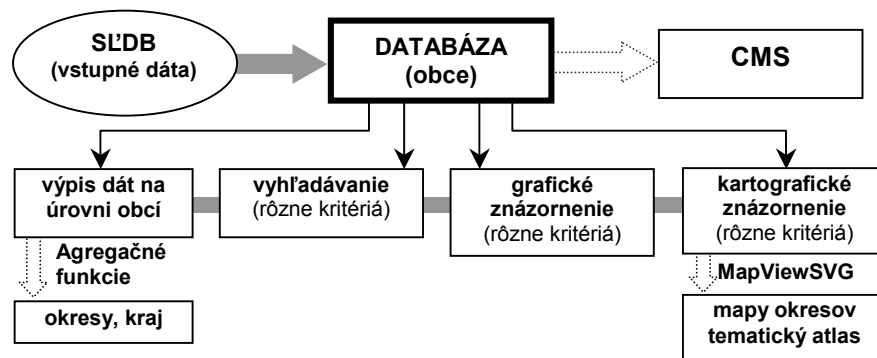 SĽDB
(vstupné dáta)
DATABÁZA
(obce)
CMS
výpis dát na
úrovni obcí
vyhľadávanie
(rôzne kritériá)
grafické
znázornenie
(rôzne kritériá)
kartografické
znázornenie
(rôzne kritériá)
Agregačné
funkcie
MapViewSVG
okresy, kraj
mapy okresov
tematický atlas